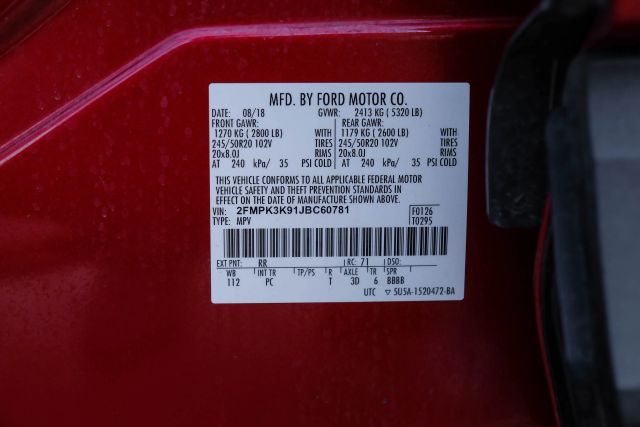 MFD. BY FORD MOTOR CO.
DATE: 08/18 GVWR: 2413 KG ( 5320 LB)
FRONT GAWR: REAR GAWR:
1270 KG ( 2800 LB) WITH 1179 KG ( 2600 LB) WITH
245/50R20 102V TIRES 245/50R20 102V TIRES
20x8.0J RIMS 20x8.0J RIMS
AT 240 kPa/ 35 PSI COLD AT 240 kPa/ 35 PSI COLD
THIS VEHICLE CONFORMS TO ALL APPLICABLE FEDERAL MOTOR
VEHICLE SAFETY AND THEFT PREVENTION STANDARDS IN
EFFECT ON THE DATE OF MANUFACTURE SHOWN ABOVE.
VIN: 2FMPK3K91JBC60781 F0126
TYPE: MPV T0295
EXT PNT: RR RC: 71 DSO:
WB INT TR TP/PS R AXLE TR SPR
112 PC T 3D 6 BBBB
UTC ▽ 5U5A-1520472-BA